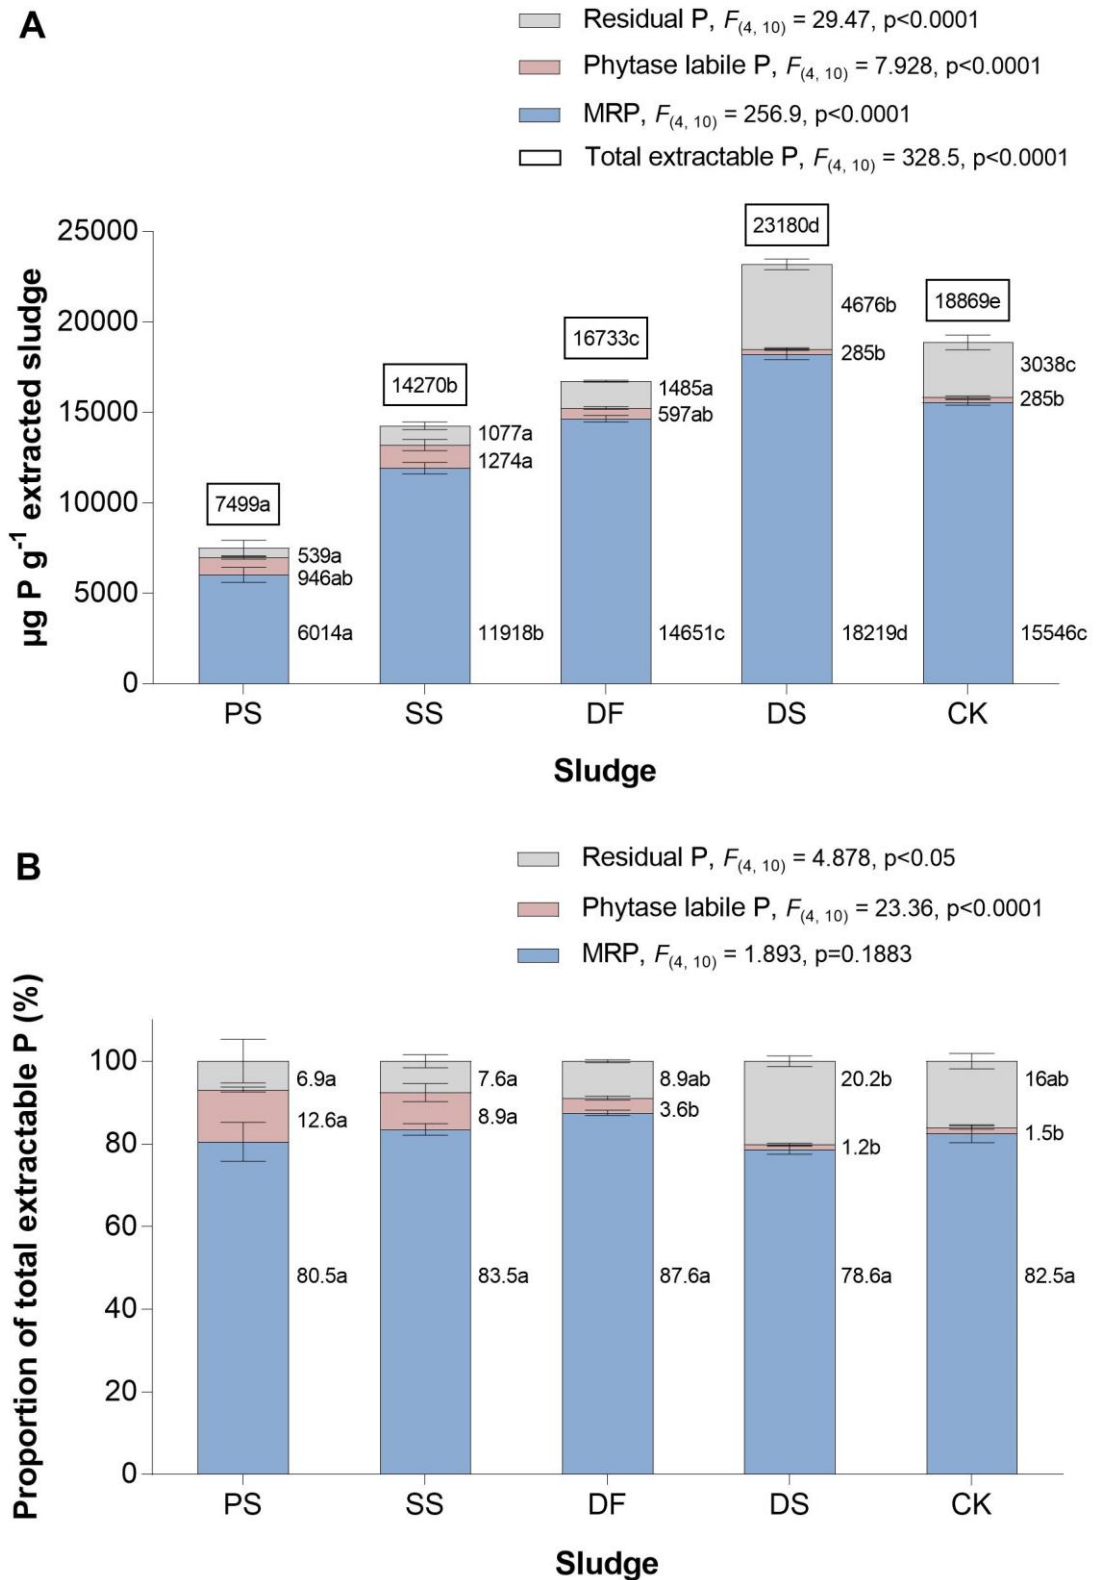 A
Residual P, F(4, 10) = 29.47, p<0.0001
Phytase labile P, F(4, 10) = 7.928, p<0.0001
MRP, F(4, 10) = 256.9, p<0.0001
Total extractable P, F(4, 10) = 328.5, p<0.0001
µg P g-1 extracted sludge
25000
20000
15000
10000
5000
0
7499a
539a
946ab
6014a
14270b
1077a
1274a
11918b
16733c
1485a
597ab
14651c
23180d
4676b
285b
18219d
18869e
3038c
285b
15546c
PS SS DF DS CK
Sludge
B
Residual P, F(4, 10) = 4.878, p<0.05
Phytase labile P, F(4, 10) = 23.36, p<0.0001
MRP, F(4, 10) = 1.893, p=0.1883
Proportion of total extractable P (%)
100
80
60
40
20
0
6.9a
12.6a
80.5a
7.6a
8.9a
83.5a
8.9ab
3.6b
87.6a
20.2b
1.2b
78.6a
16ab
1.5b
82.5a
PS SS DF DS CK
Sludge